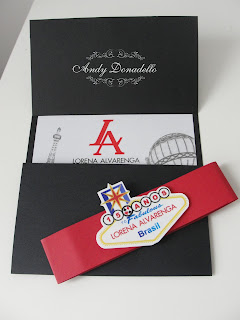 Andy Donadello
LA
LORENA ALVARENGA
15 ANOS
Fabulous
LORENA ALVARENGA
Brasil